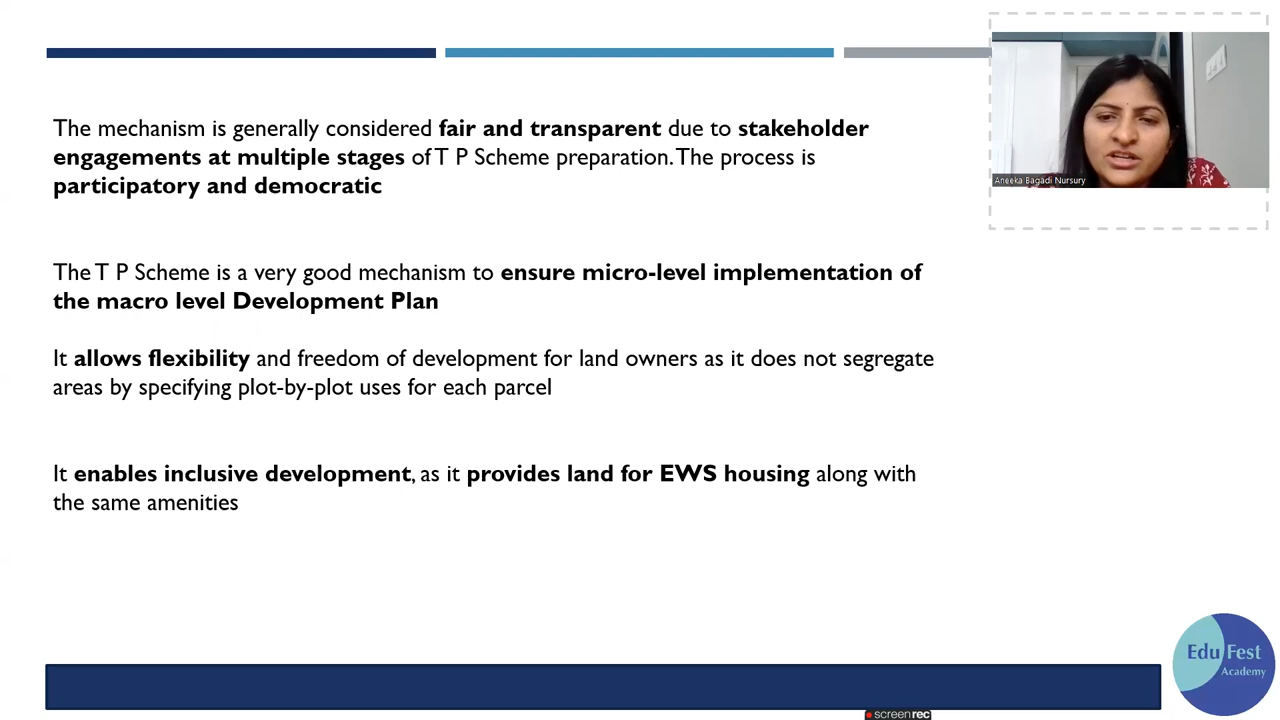 The mechanism is generally considered fair and transparent due to stakeholder
engagements at multiple stages of T P Scheme preparation. The process is
participatory and democratic
The T P Scheme is a very good mechanism to ensure micro-level implementation of
the macro level Development Plan
It allows flexibility and freedom of development for land owners as it does not segregate
areas by specifying plot-by-plot uses for each parcel
It enables inclusive development, as it provides land for EWS housing along with
the same amenities
Aneeka Bagadi Nursury
Edu Fest
Academy
screenrec